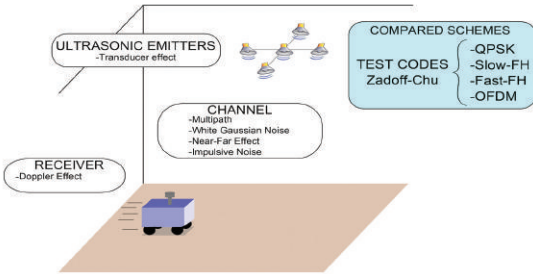 ULTRASONIC EMITTERS
-Transducer effect
COMPARED SCHEMES
TEST CODES
Zadoff-Chu
-QPSK
-Slow-FH
-Fast-FH
-OFDM
CHANNEL
-Multipath
-White Gaussian Noise
-Near-Far Effect
-Impulsive Noise
RECEIVER
-Doppler Effect